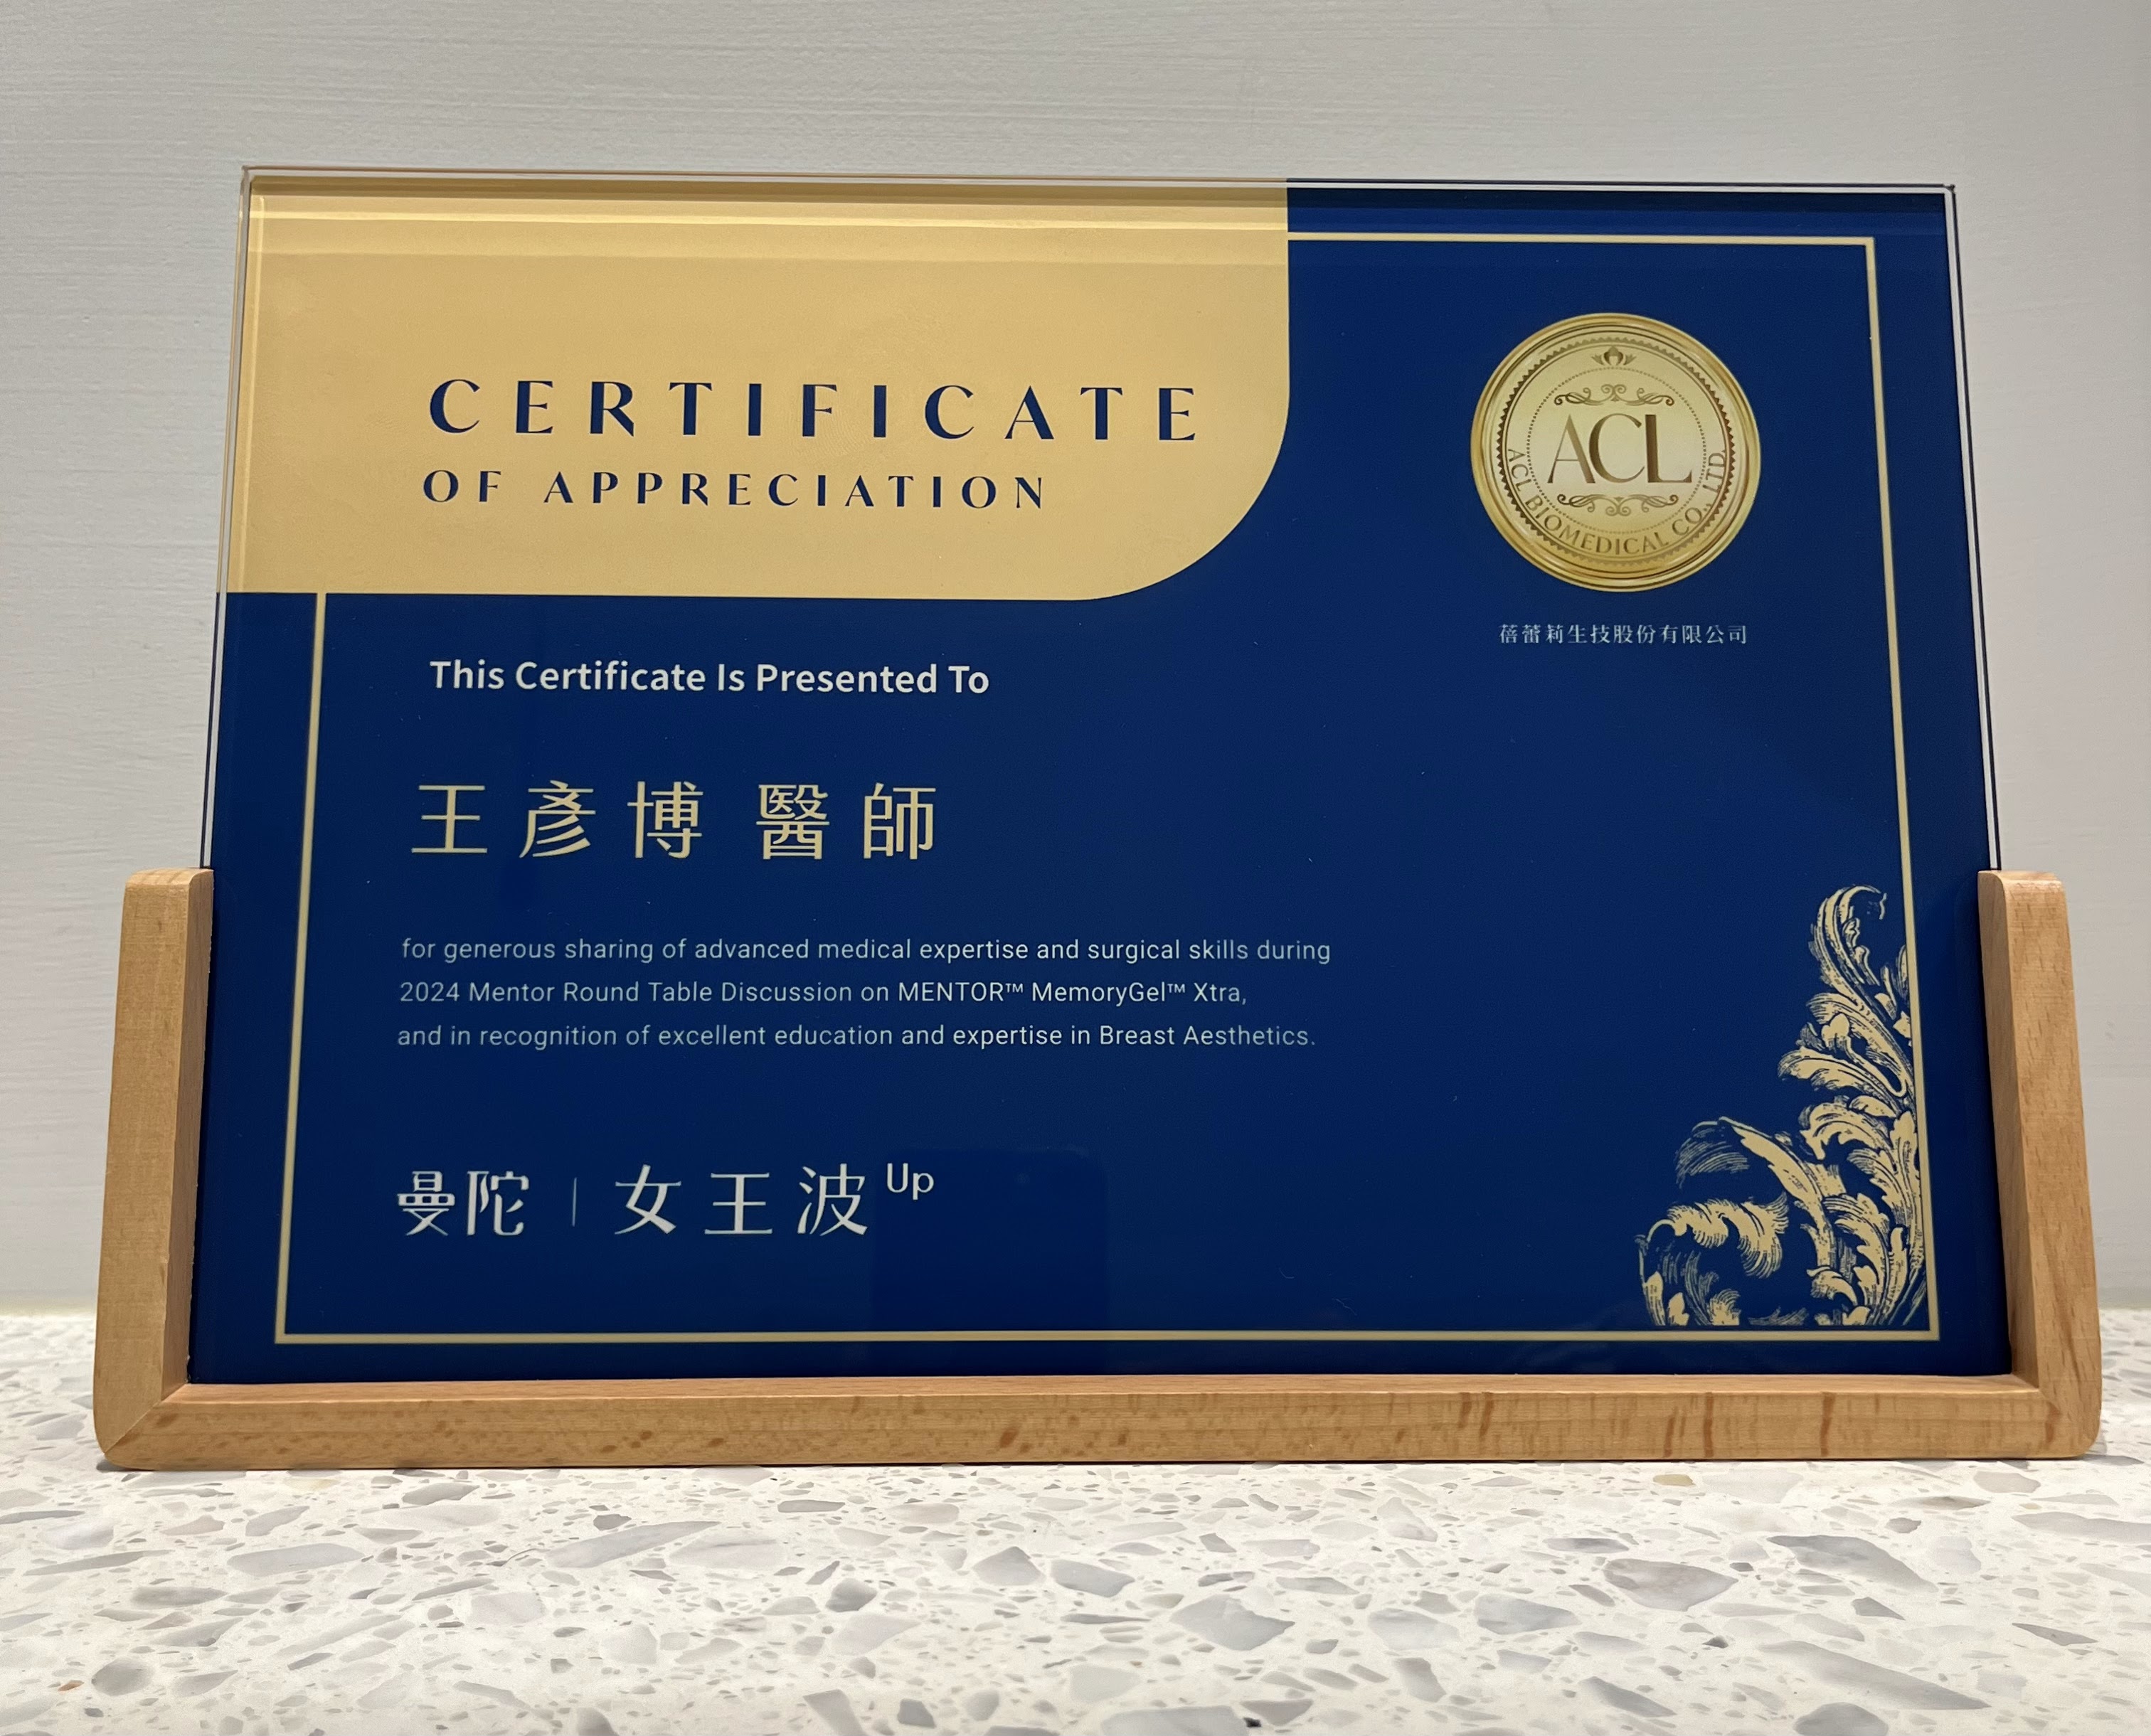 CERTIFICATE
OF APPRECIATION
ACL
ACL BIOMEDICAL CO., LTD.
蓓蕾莉生技股份有限公司
This Certificate Is Presented To
王彥博 醫師
for generous sharing of advanced medical expertise and surgical skills during
2024 Mentor Round Table Discussion on MENTOR™ MemoryGel™ Xtra,
and in recognition of excellent education and expertise in Breast Aesthetics.
曼陀 | 女王波 Up